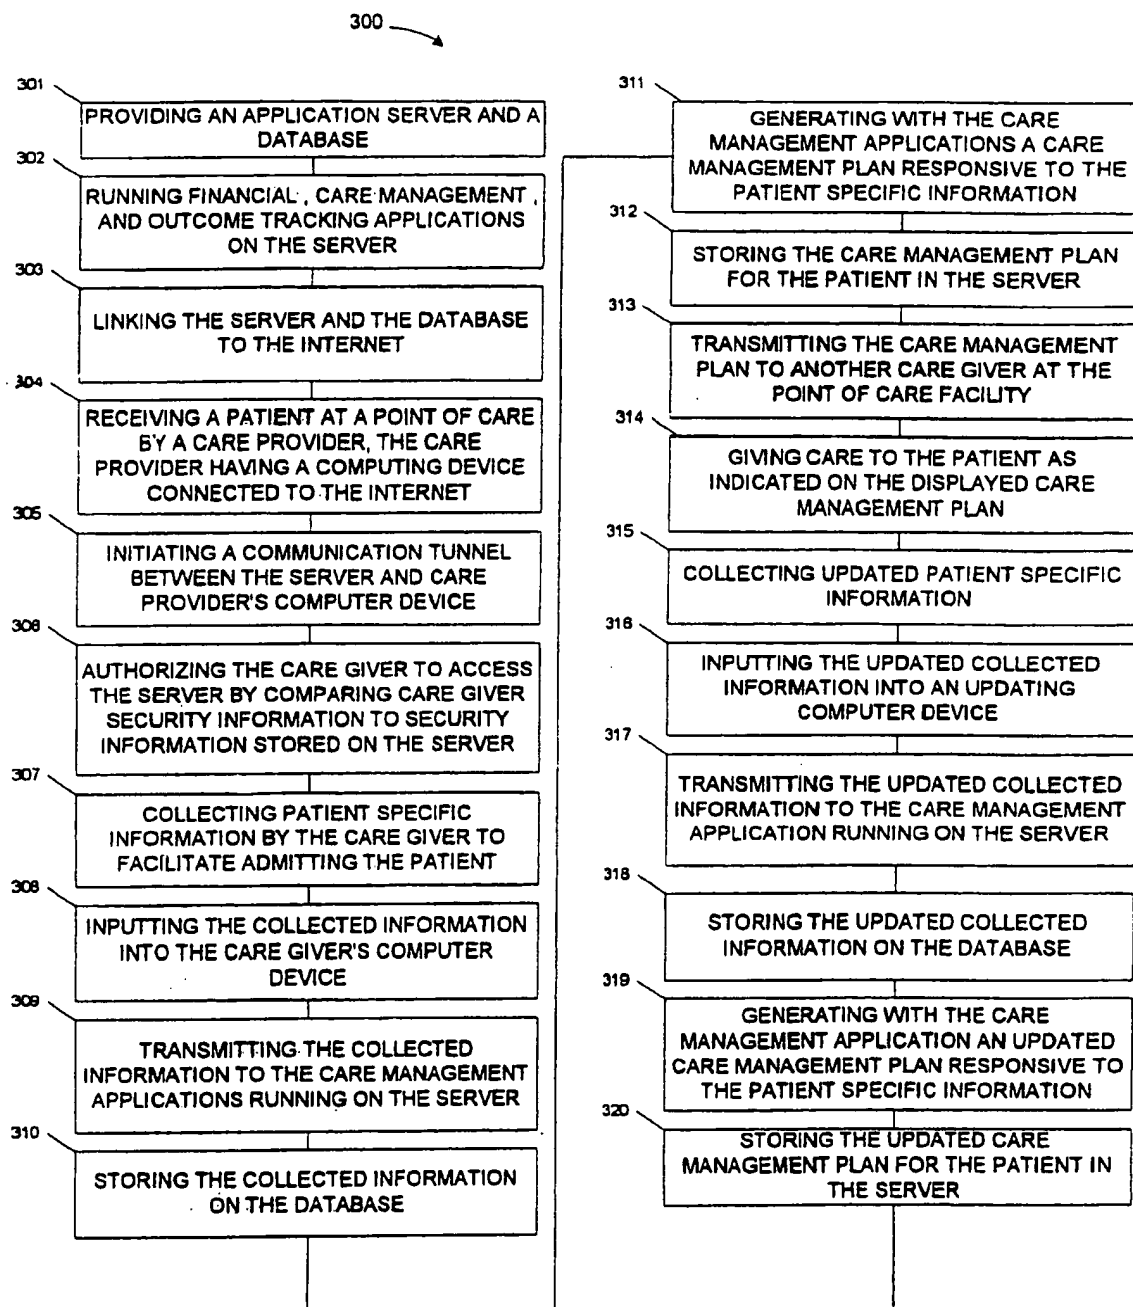 300
301
PROVIDING AN APPLICATION SERVER AND A
DATABASE
302
RUNNING FINANCIAL, CARE MANAGEMENT,
AND OUTCOME TRACKING APPLICATIONS
ON THE SERVER
303
LINKING THE SERVER AND THE DATABASE
TO THE INTERNET
304
RECEIVING A PATIENT AT A POINT OF CARE
BY A CARE PROVIDER, THE CARE
PROVIDER HAVING A COMPUTING DEVICE
CONNECTED TO THE INTERNET
305
INITIATING A COMMUNICATION TUNNEL
BETWEEN THE SERVER AND CARE
PROVIDER'S COMPUTER DEVICE
306
AUTHORIZING THE CARE GIVER TO ACCESS
THE SERVER BY COMPARING CARE GIVER
SECURITY INFORMATION TO SECURITY
INFORMATION STORED ON THE SERVER
307
COLLECTING PATIENT SPECIFIC
INFORMATION BY THE CARE GIVER TO
FACILITATE ADMITTING THE PATIENT
308
INPUTTING THE COLLECTED INFORMATION
INTO THE CARE GIVER'S COMPUTER
DEVICE
309
TRANSMITTING THE COLLECTED
INFORMATION TO THE CARE MANAGEMENT
APPLICATIONS RUNNING ON THE SERVER
310
STORING THE COLLECTED INFORMATION
ON THE DATABASE
311
GENERATING WITH THE CARE
MANAGEMENT APPLICATIONS A CARE
MANAGEMENT PLAN RESPONSIVE TO THE
PATIENT SPECIFIC INFORMATION
312
STORING THE CARE MANAGEMENT PLAN
FOR THE PATIENT IN THE SERVER
313
TRANSMITTING THE CARE MANAGEMENT
PLAN TO ANOTHER CARE GIVER AT THE
POINT OF CARE FACILITY
314
GIVING CARE TO THE PATIENT AS
INDICATED ON THE DISPLAYED CARE
MANAGEMENT PLAN
315
COLLECTING UPDATED PATIENT SPECIFIC
INFORMATION
316
INPUTTING THE UPDATED COLLECTED
INFORMATION INTO AN UPDATING
COMPUTER DEVICE
317
TRANSMITTING THE UPDATED COLLECTED
INFORMATION TO THE CARE MANAGEMENT
APPLICATION RUNNING ON THE SERVER
318
STORING THE UPDATED COLLECTED
INFORMATION ON THE DATABASE
319
GENERATING WITH THE CARE
MANAGEMENT APPLICATION AN UPDATED
CARE MANAGEMENT PLAN RESPONSIVE TO
THE PATIENT SPECIFIC INFORMATION
320
STORING THE UPDATED CARE
MANAGEMENT PLAN FOR THE PATIENT IN
THE SERVER